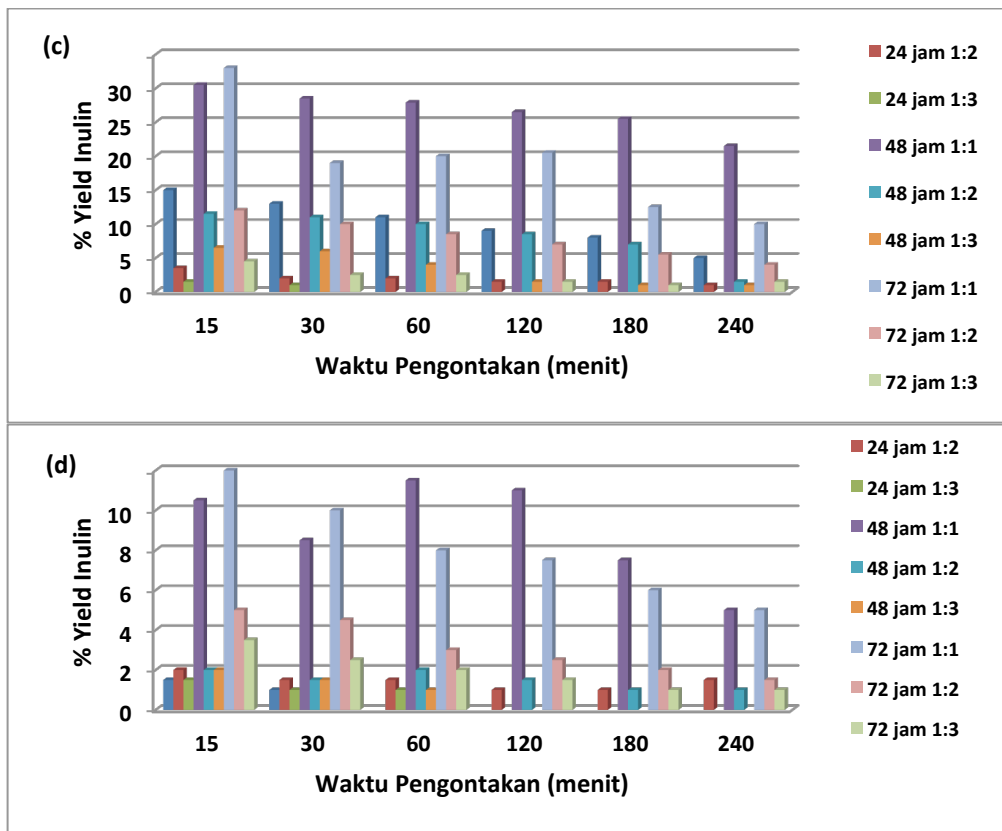 (c)
% Yield Inulin
30
25
20
15
10
5
0
15 30 60 120 180 240
Waktu Pengontakan (menit)
24 jam 1:2
24 jam 1:3
48 jam 1:1
48 jam 1:2
48 jam 1:3
72 jam 1:1
72 jam 1:2
72 jam 1:3
(d)
% Yield Inulin
10
8
6
4
2
0
15 30 60 120 180 240
Waktu Pengontakan (menit)
24 jam 1:2
24 jam 1:3
48 jam 1:1
48 jam 1:2
48 jam 1:3
72 jam 1:1
72 jam 1:2
72 jam 1:3